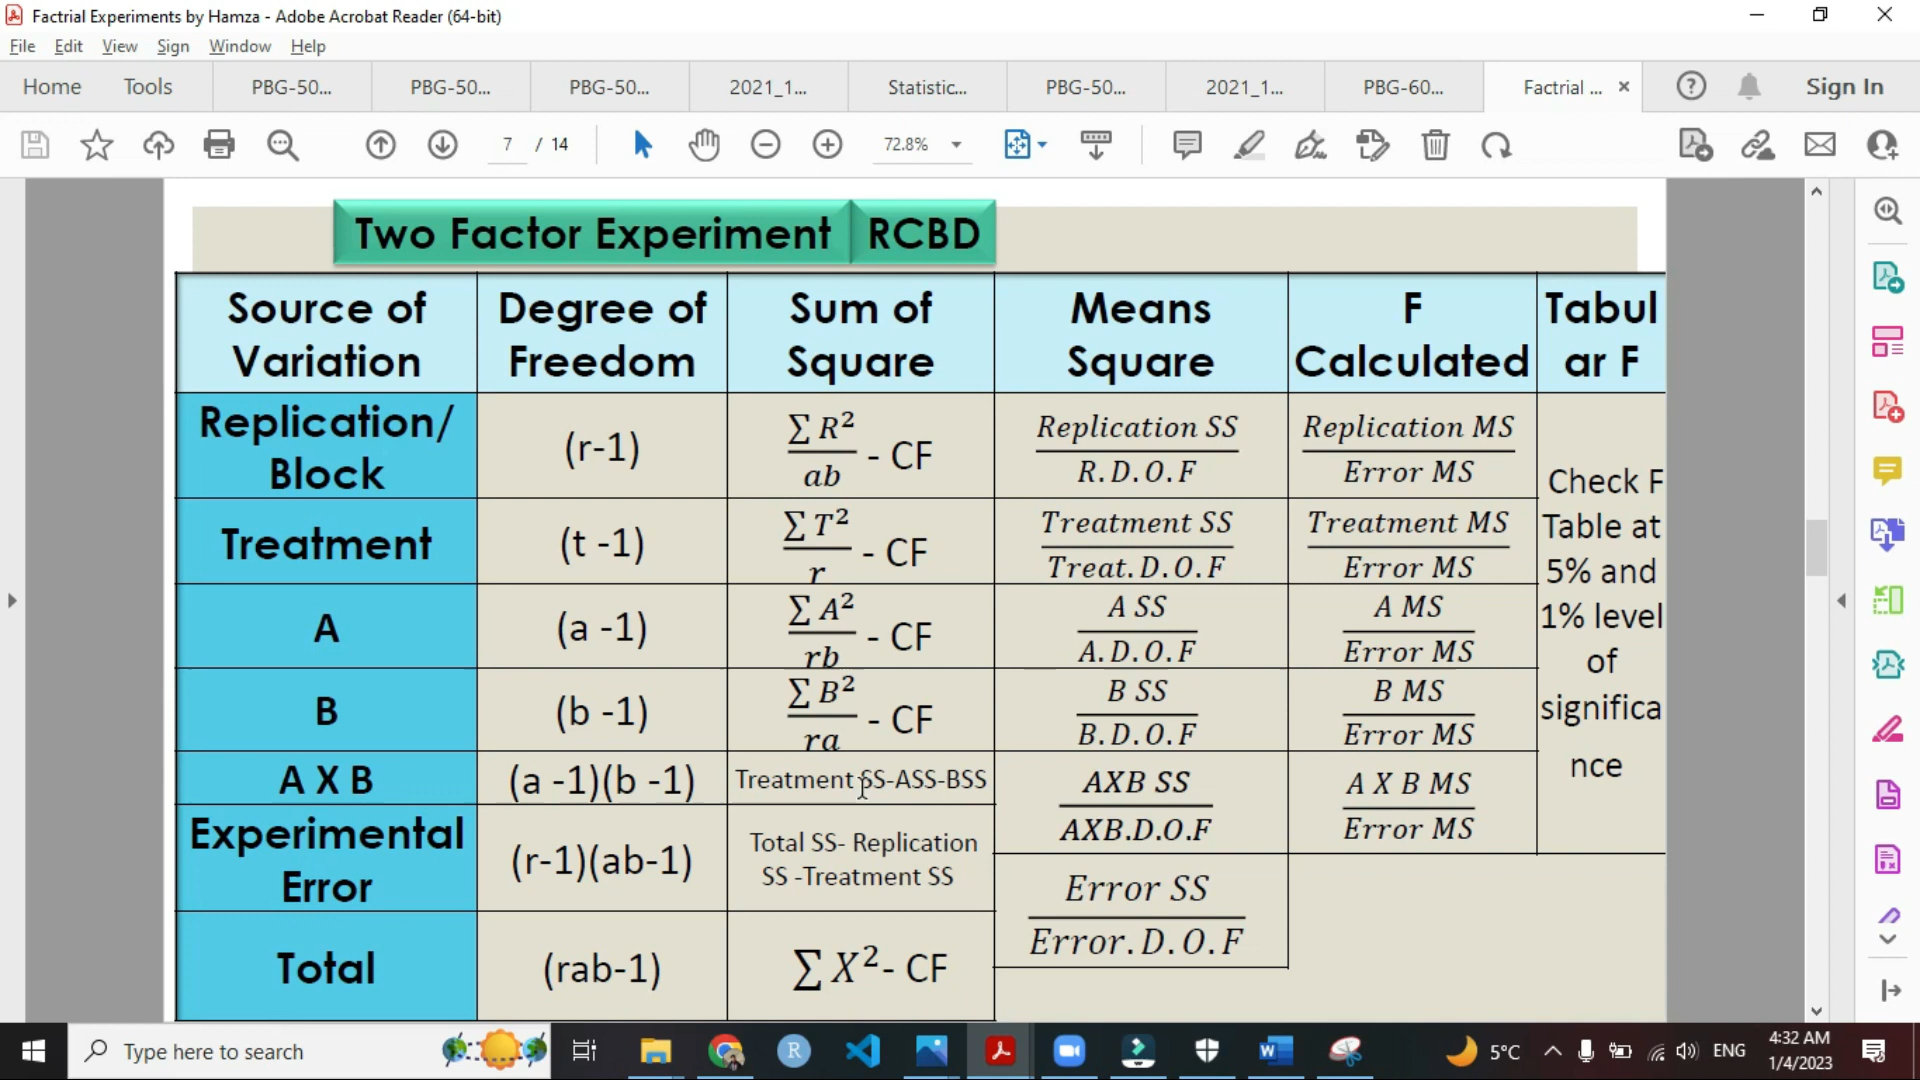 Factrial Experiments by Hamza - Adobe Acrobat Reader (64-bit)
File Edit View Sign Window Help
Home Tools PBG-50... PBG-50... PBG-50... 2021_1... Statistic... PBG-50... 2021_1... PBG-60... Factrial ... × Sign In
7 / 14 72.8%
Two Factor Experiment RCBD
Source of Variation
Degree of Freedom
Sum of Square
Means Square
F Calculated
Tabul
ar F
Replication/
Block
(r-1)
∑ R² / ab - CF
Replication SS / R.D.O.F
Replication MS / Error MS
Treatment
(t -1)
∑ T² / r - CF
Treatment SS / Treat.D.O.F
Treatment MS / Error MS
A
(a -1)
∑ A² / rb - CF
A SS / A.D.O.F
A MS / Error MS
B
(b -1)
∑ B² / ra - CF
B SS / B.D.O.F
B MS / Error MS
A X B
(a -1)(b -1)
Treatment SS-ASS-BSS
AXB SS / AXB.D.O.F
A X B MS / Error MS
Experimental
Error
(r-1)(ab-1)
Total SS- Replication
SS -Treatment SS
Error SS / Error.D.O.F
Total
(rab-1)
∑ X²- CF
Check F
Table at
5% and
1% level
of
significa
nce
Type here to search
5°C ENG
4:32 AM
1/4/2023